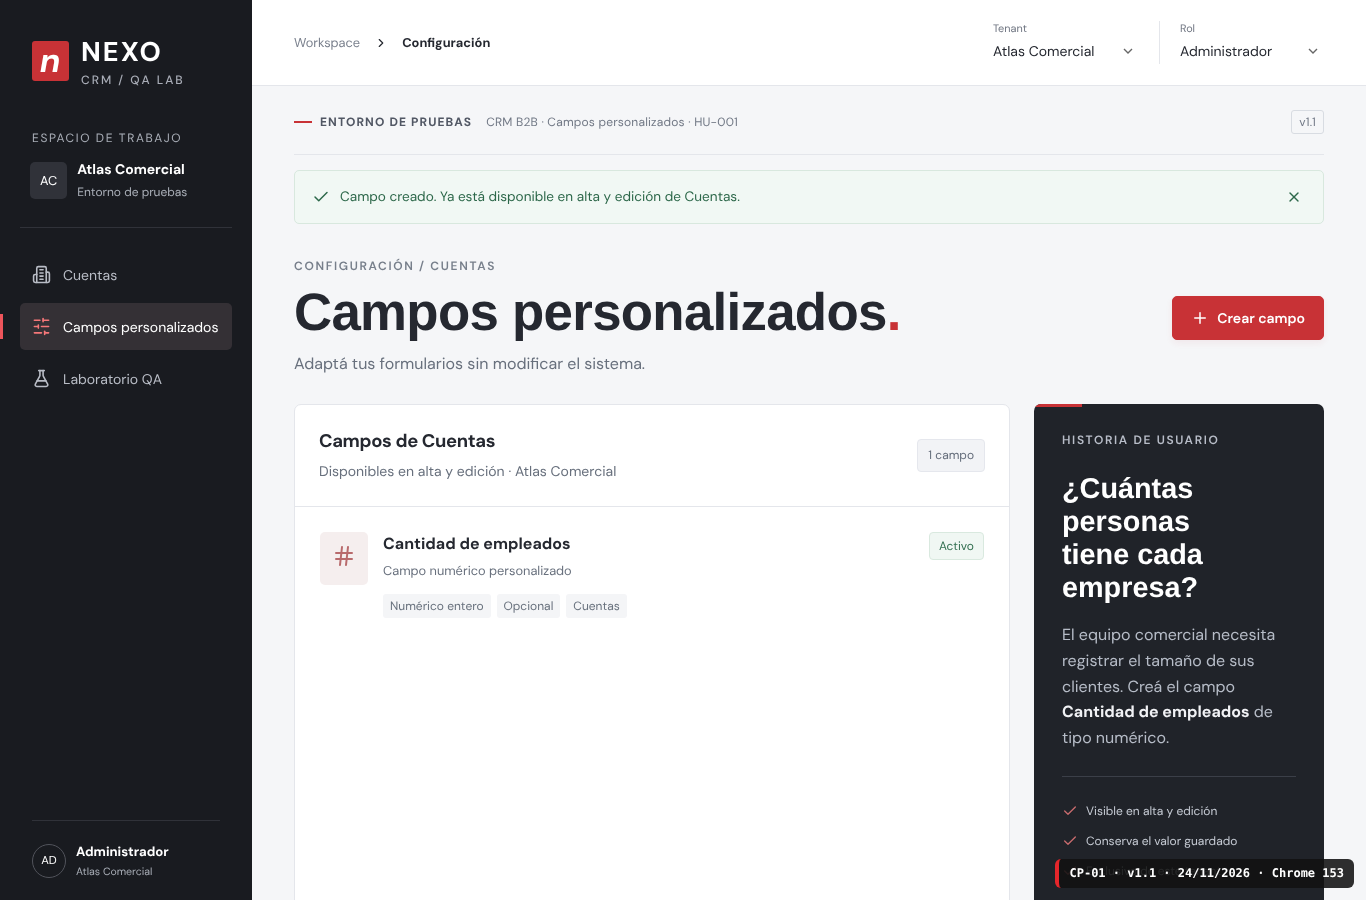 n
NEXO
CRM / QA LAB
ESPACIO DE TRABAJO
AC
Atlas Comercial
Entorno de pruebas
Cuentas
Campos personalizados
Laboratorio QA
AD
Administrador
Atlas Comercial
Workspace
Configuración
Tenant
Atlas Comercial
Rol
Administrador
ENTORNO DE PRUEBAS
CRM B2B · Campos personalizados · HU-001
v1.1
Campo creado. Ya está disponible en alta y edición de Cuentas.
CONFIGURACIÓN / CUENTAS
Campos personalizados.
Adaptá tus formularios sin modificar el sistema.
Crear campo
Campos de Cuentas
Disponibles en alta y edición · Atlas Comercial
1 campo
#
Cantidad de empleados
Campo numérico personalizado
Activo
Numérico entero
Opcional
Cuentas
HISTORIA DE USUARIO
¿Cuántas
personas
tiene cada
empresa?
El equipo comercial necesita
registrar el tamaño de sus
clientes. Creá el campo
Cantidad de empleados de
tipo numérico.
Visible en alta y edición
Conserva el valor guardado
CP-01 · v1.1 · 24/11/2026 · Chrome 153